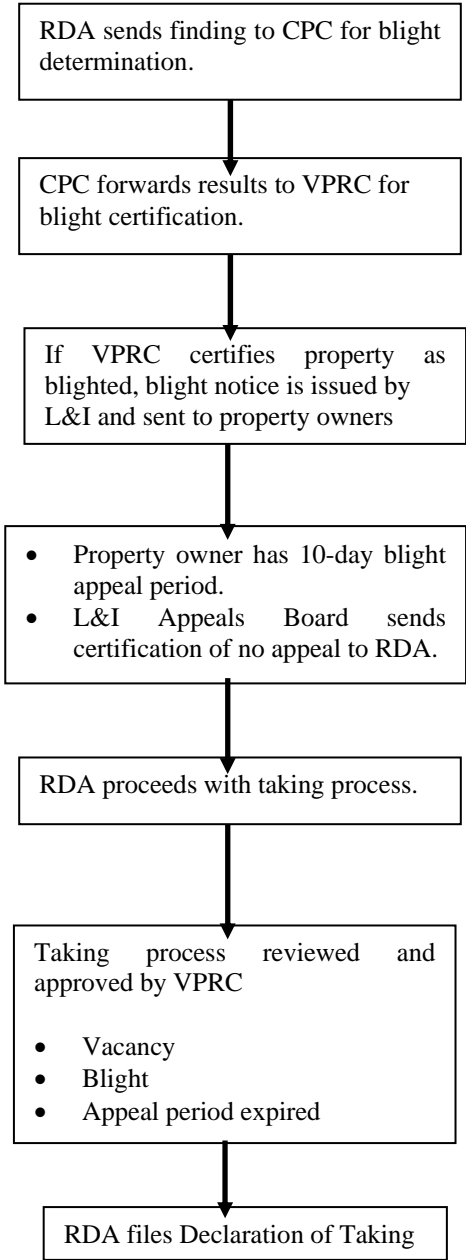 RDA sends finding to CPC for blight
determination.
CPC forwards results to VPRC for
blight certification.
If VPRC certifies property as
blighted, blight notice is issued by
L&I and sent to property owners
• Property owner has 10-day blight
appeal period.
• L&I Appeals Board sends
certification of no appeal to RDA.
RDA proceeds with taking process.
Taking process reviewed and
approved by VPRC
• Vacancy
• Blight
• Appeal period expired
RDA files Declaration of Taking